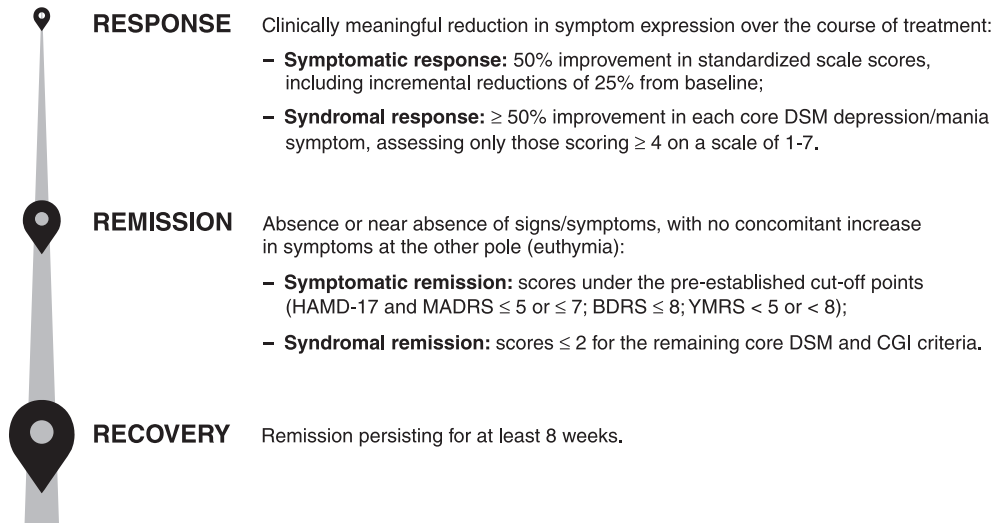 RESPONSE Clinically meaningful reduction in symptom expression over the course of treatment:
– Symptomatic response: 50% improvement in standardized scale scores,
including incremental reductions of 25% from baseline;
– Syndromal response: ≥ 50% improvement in each core DSM depression/mania
symptom, assessing only those scoring ≥ 4 on a scale of 1-7.
REMISSION Absence or near absence of signs/symptoms, with no concomitant increase
in symptoms at the other pole (euthymia):
– Symptomatic remission: scores under the pre-established cut-off points
(HAMD-17 and MADRS ≤ 5 or ≤ 7; BDRS ≤ 8; YMRS < 5 or < 8);
– Syndromal remission: scores ≤ 2 for the remaining core DSM and CGI criteria.
RECOVERY Remission persisting for at least 8 weeks.